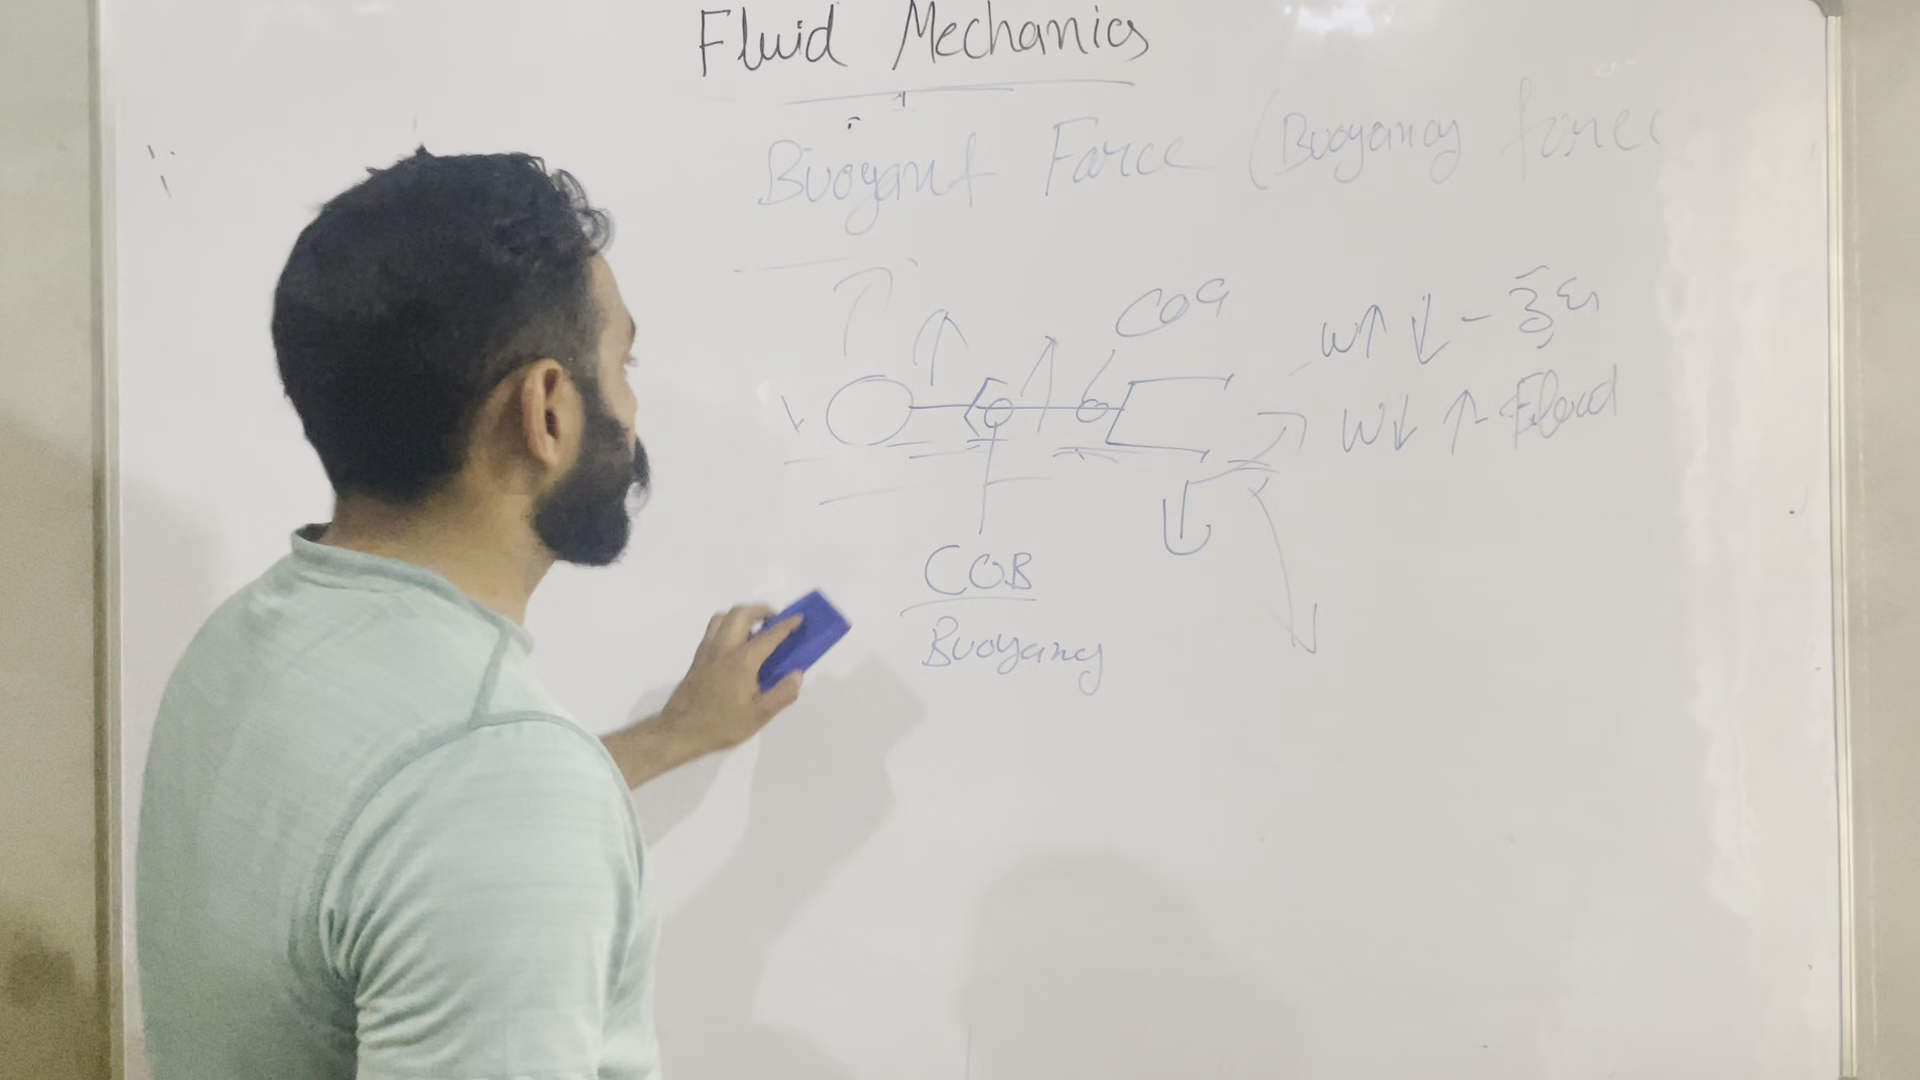 Fluid Mechanics
Buoyant Force (Buoyancy force
COG
W↑ ↓ -
W↓ ↑ - Fluid
COB
Buoyancy